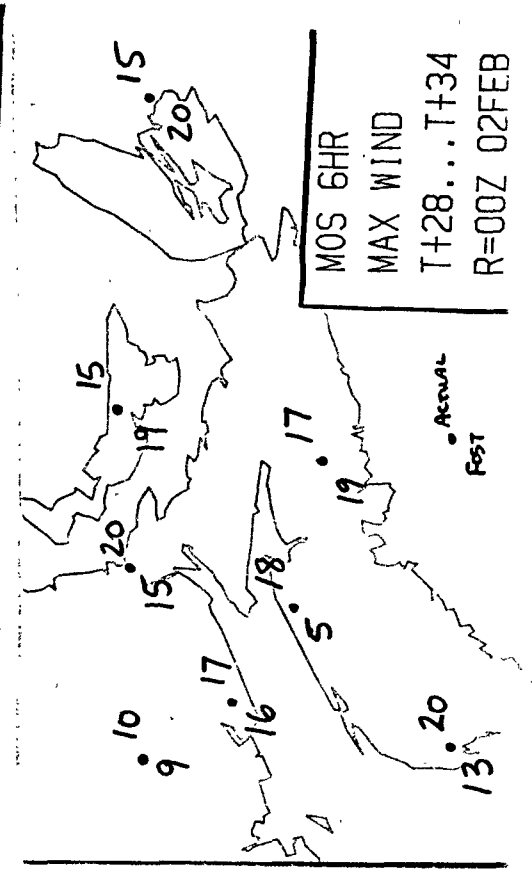 10
20
15
15
9
15
19
20
17
16
18
17
5
19
20
13
ACTUAL
FCST
MOS 6HR
MAX WIND
T+28...T+34
R=00Z 02FEB